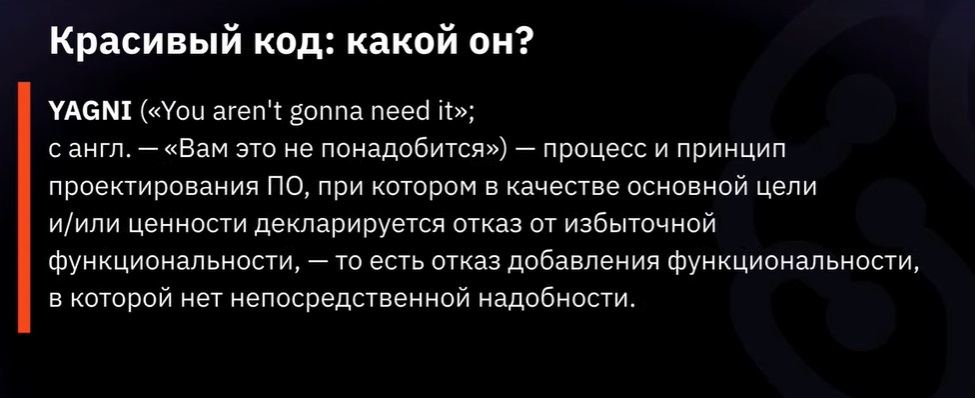 Красивый код: какой он?
YAGNI («You aren't gonna need it»;
с англ. — «Вам это не понадобится») — процесс и принцип
проектирования ПО, при котором в качестве основной цели
и/или ценности декларируется отказ от избыточной
функциональности, — то есть отказ добавления функциональности,
в которой нет непосредственной надобности.